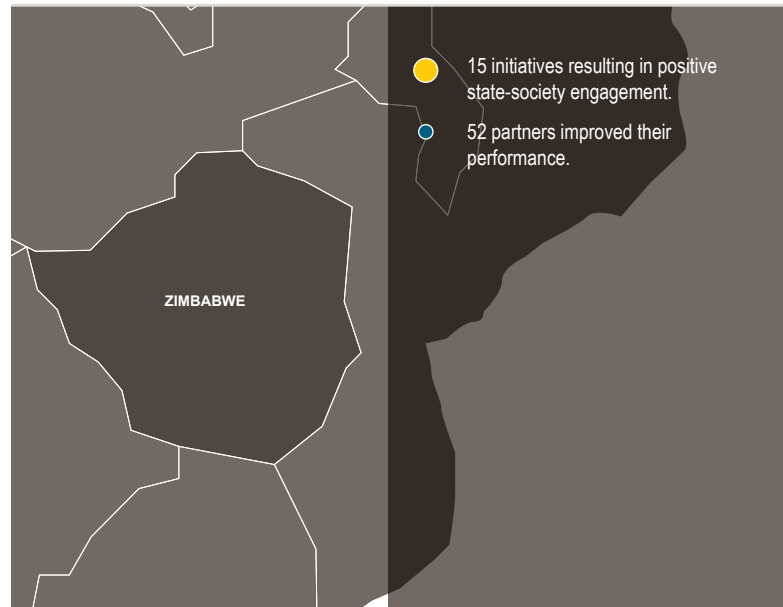 15 initiatives resulting in positive
state-society engagement.
52 partners improved their
performance.
ZIMBABWE